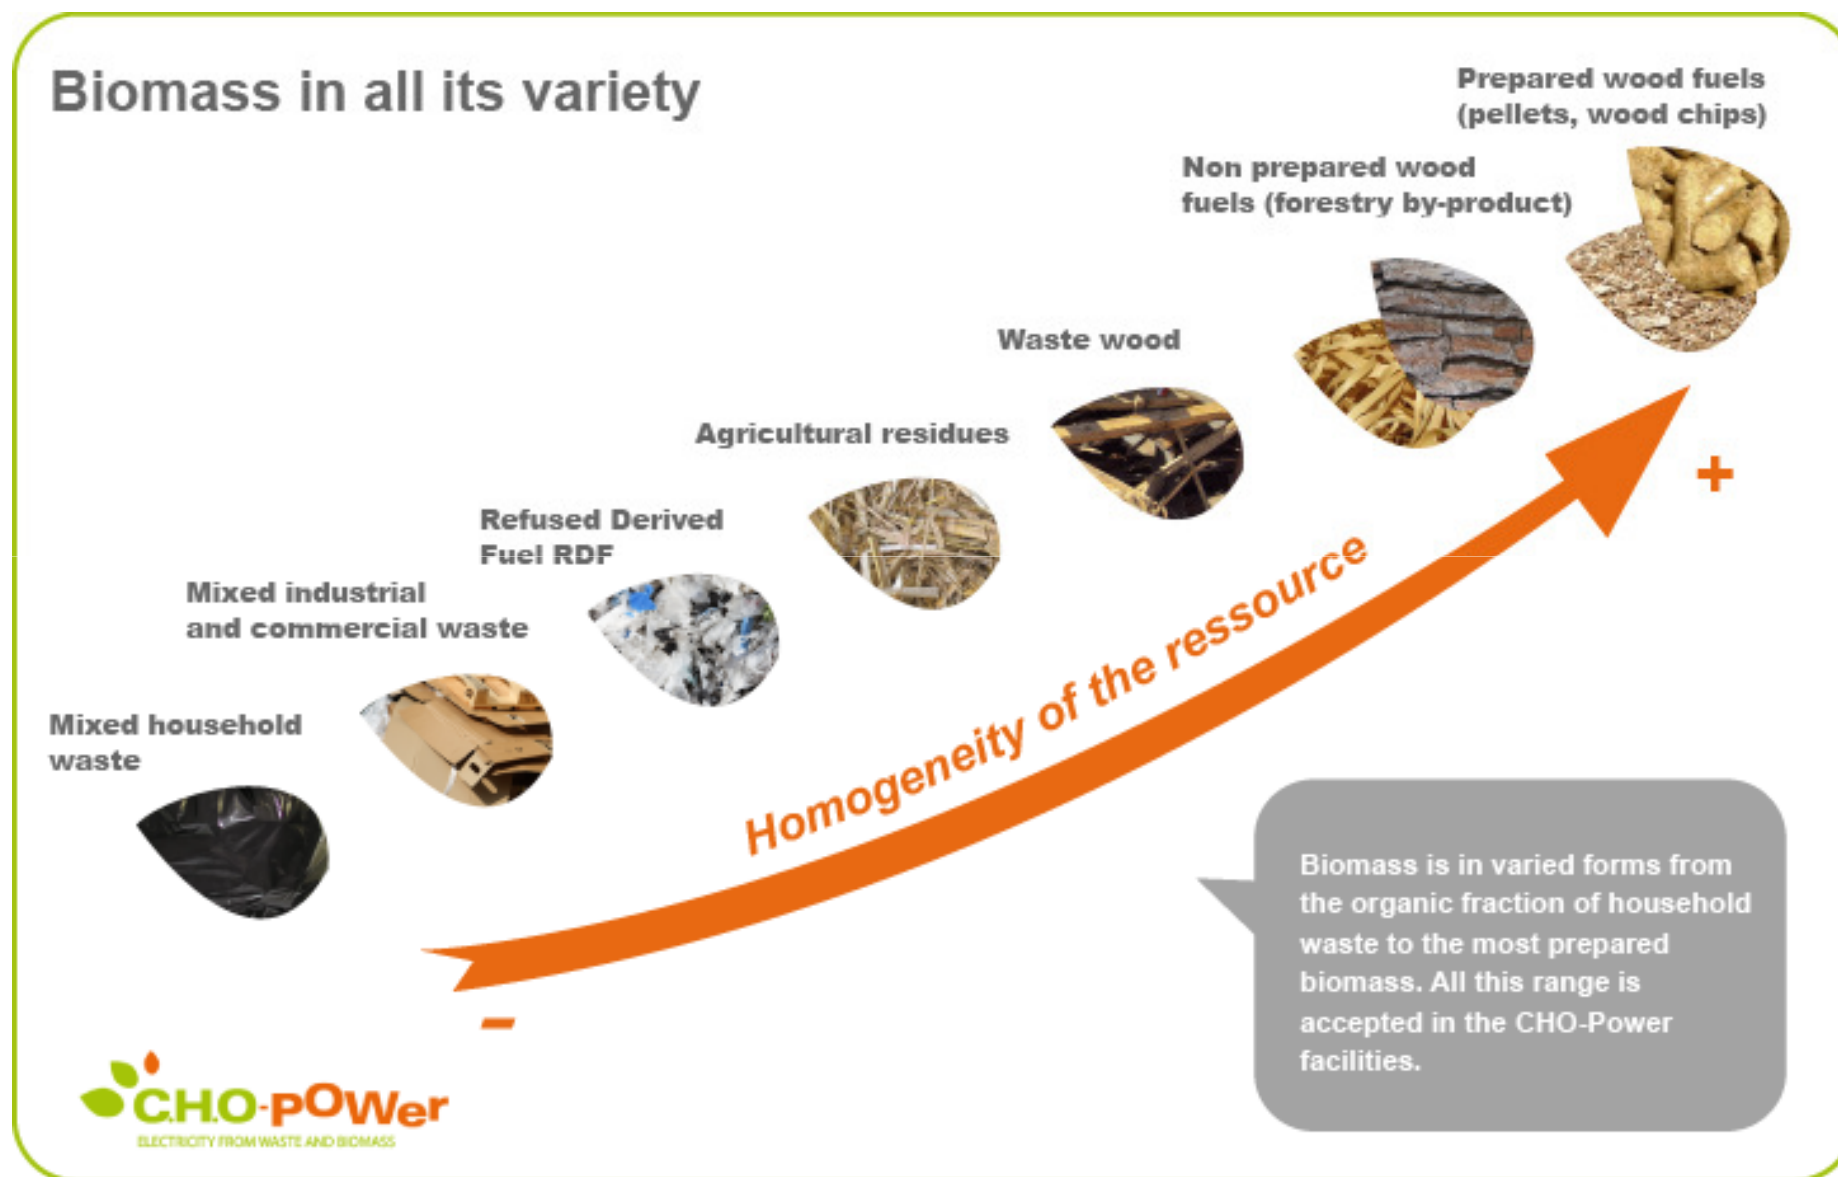 Biomass in all its variety
Prepared wood fuels
(pellets, wood chips)
Non prepared wood
fuels (forestry by-product)
Waste wood
Agricultural residues
Refused Derived
Fuel RDF
Mixed industrial
and commercial waste
Mixed household
waste
Homogeneity of the ressource
+
-
Biomass is in varied forms from
the organic fraction of household
waste to the most prepared
biomass. All this range is
accepted in the CHO-Power
facilities.
C.H.O-POWer
ELECTRICITY FROM WASTE AND BIOMASS